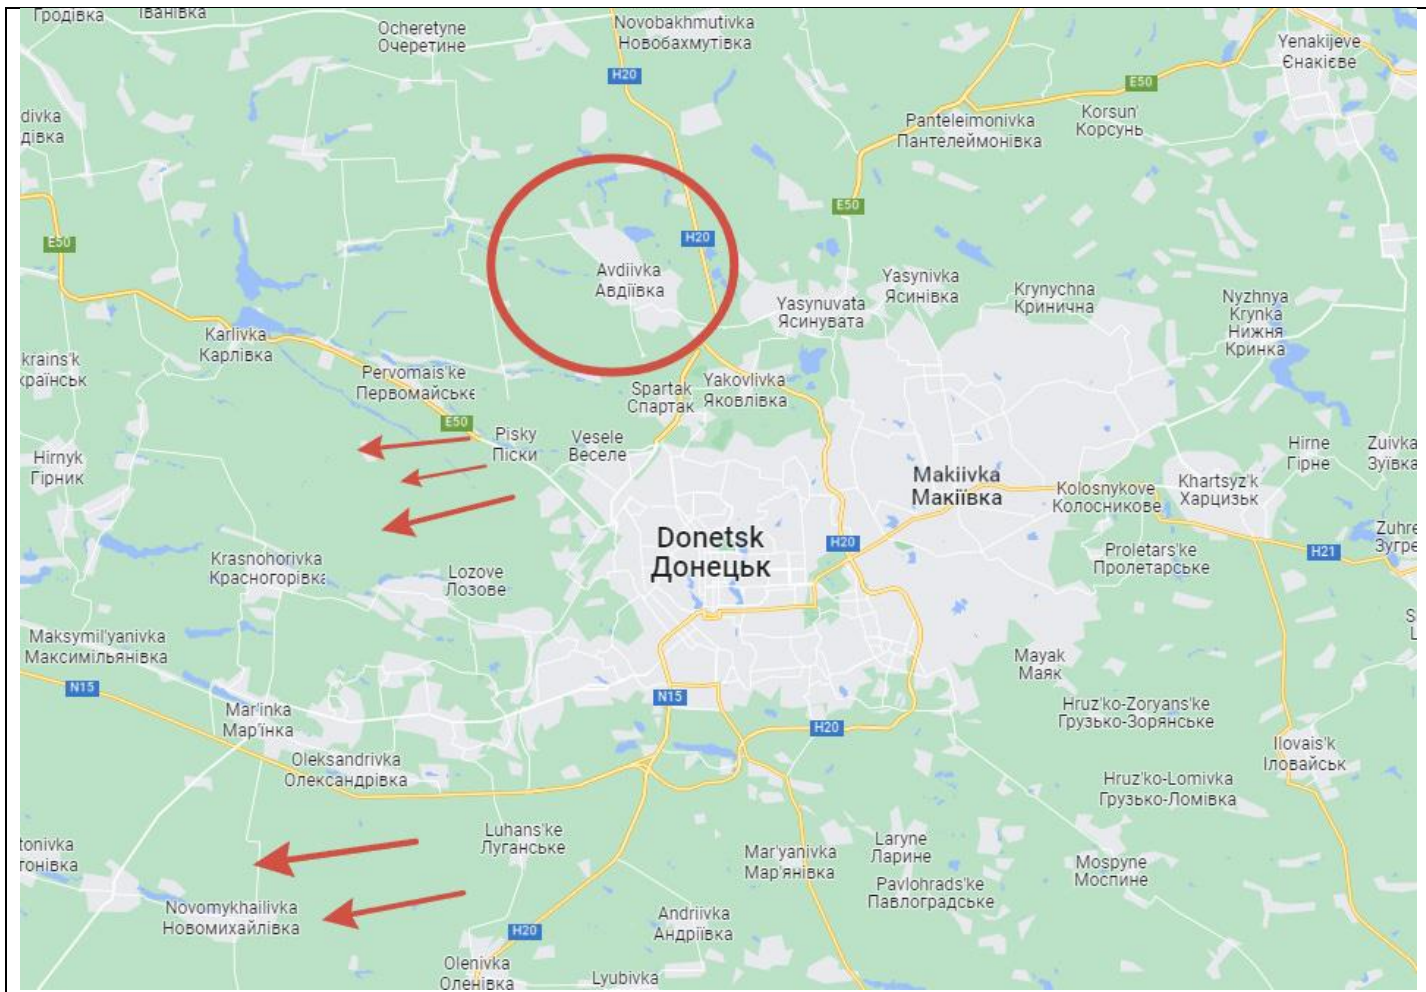 Гродівка
Іванівка
Ocheretyne
Очеретине
Novobakhmutivka
Новобахмутівка
H20
Yenakijeve
Єнакієве
E50
divka
дівка
Panteleimonivka
Пантелеймонівка
Korsun'
Корсунь
E50
E50
H20
Avdiivka
Авдіївка
Yasynuvata
Ясинувата
Yasynivka
Ясинівка
Krynychna
Кринична
Nyzhnya
Krynka
Нижня
Кринка
Karlivka
Карлівка
krains'k
країнськ
Pervomais'ke
Первомайське
Spartak
Спартак
Yakovlivka
Яковлівка
E50
Pisky
Піски
Vesele
Веселе
Hirnyk
Гірник
Makiivka
Макіївка
Kolosnykove
Колосникове
Khartsyz'k
Харцизьк
Hirne
Гірне
Zuivka
Зуївка
Donetsk
Донецьк
H20
H21
Zuhre
Зугре
Proletars'ke
Пролетарське
Krasnohorivka
Красногорівка
Lozove
Лозове
Maksymil'yanivka
Максимільянівка
N15
N15
Mayak
Маяк
Mar'inka
Мар'їнка
H20
Hruz'ko-Zoryans'ke
Грузько-Зорянське
Oleksandrivka
Олександрівка
Ilovais'k
Іловайськ
Hruz'ko-Lomivka
Грузько-Ломівка
tonivka
тонівка
Luhans'ke
Луганське
Mar'yanivka
Мар'янівка
Laryne
Ларине
Pavlohrads'ke
Павлоградське
Mospyne
Моспине
Novomykhailivka
Новомихайлівка
H20
Andriivka
Андріївка
Olenivka
Оленівка
Lyubivka